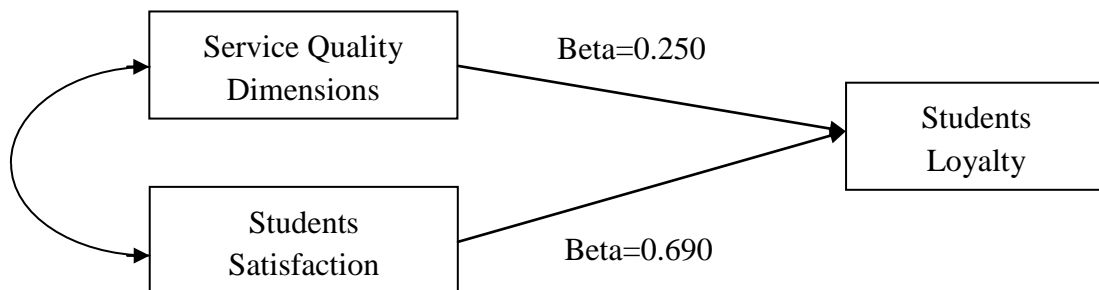 Service Quality
Dimensions
Beta=0.250
Students
Loyalty
Students
Satisfaction
Beta=0.690